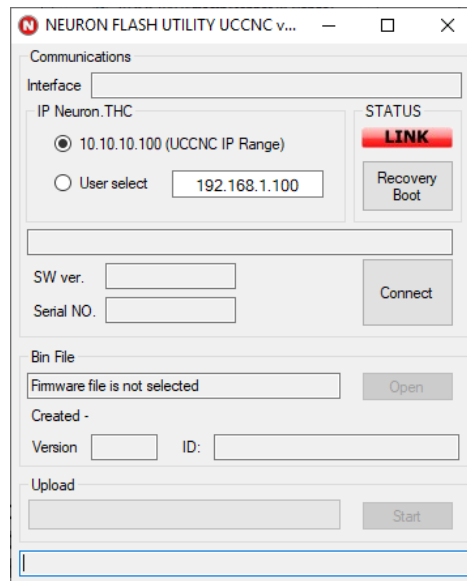 NEURON FLASH UTILITY UCCNC v...
Communications
Interface
IP Neuron.THC
STATUS
10.10.10.100 (UCCNC IP Range)
LINK
User select
192.168.1.100
Recovery
Boot
SW ver.
Serial NO.
Connect
Bin File
Firmware file is not selected
Open
Created -
Version
ID:
Upload
Start